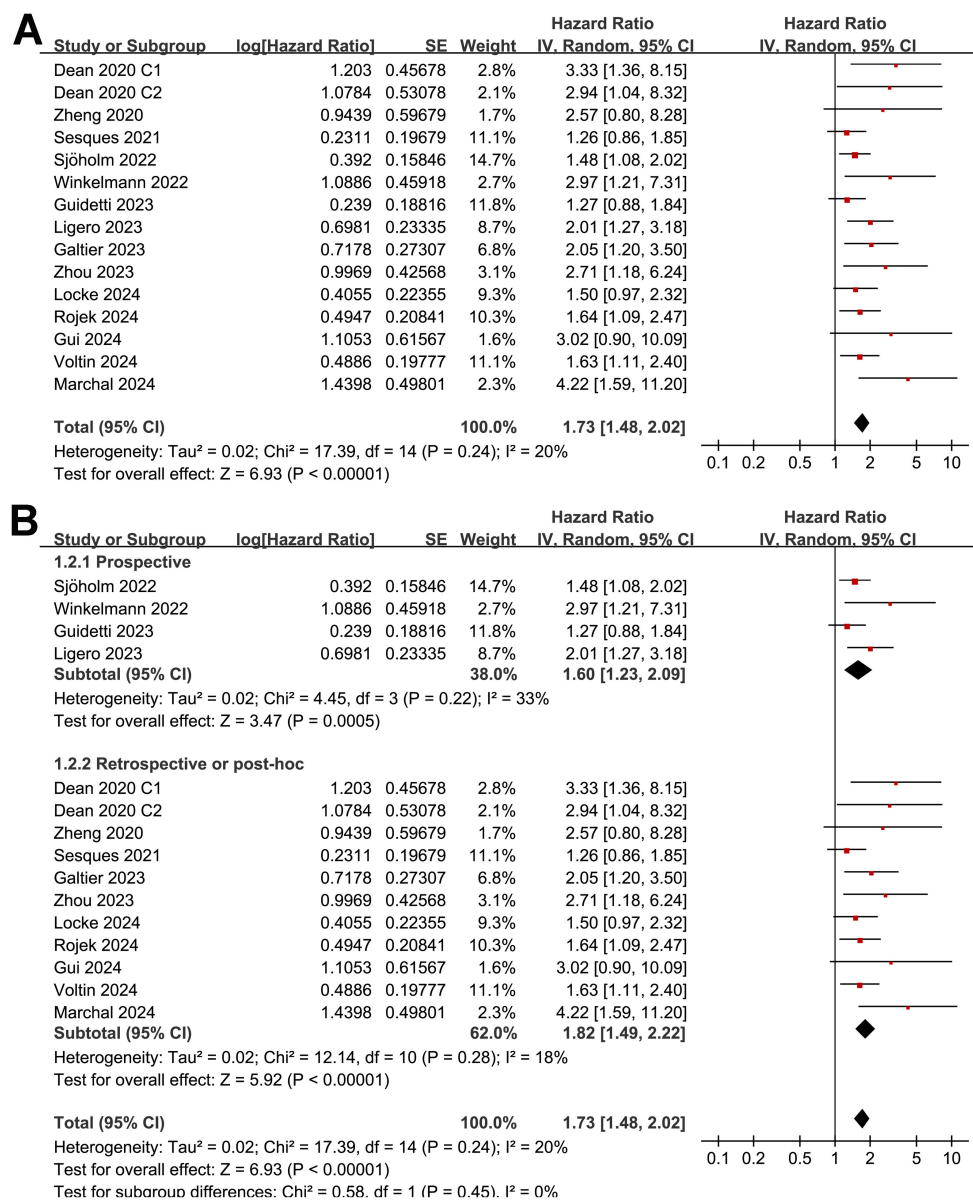 A
Hazard Ratio Hazard Ratio
Study or Subgroup log[Hazard Ratio] SE Weight IV, Random, 95% CI IV, Random, 95% CI
Dean 2020 C1 1.203 0.45678 2.8% 3.33 [1.36, 8.15]
Dean 2020 C2 1.0784 0.53078 2.1% 2.94 [1.04, 8.32]
Zheng 2020 0.9439 0.59679 1.7% 2.57 [0.80, 8.28]
Sesques 2021 0.2311 0.19679 11.1% 1.26 [0.86, 1.85]
Sjöholm 2022 0.392 0.15846 14.7% 1.48 [1.08, 2.02]
Winkelmann 2022 1.0886 0.45918 2.7% 2.97 [1.21, 7.31]
Guidetti 2023 0.239 0.18816 11.8% 1.27 [0.88, 1.84]
Ligero 2023 0.6981 0.23335 8.7% 2.01 [1.27, 3.18]
Galtier 2023 0.7178 0.27307 6.8% 2.05 [1.20, 3.50]
Zhou 2023 0.9969 0.42568 3.1% 2.71 [1.18, 6.24]
Locke 2024 0.4055 0.22355 9.3% 1.50 [0.97, 2.32]
Rojek 2024 0.4947 0.20841 10.3% 1.64 [1.09, 2.47]
Gui 2024 1.1053 0.61567 1.6% 3.02 [0.90, 10.09]
Voltin 2024 0.4886 0.19777 11.1% 1.63 [1.11, 2.40]
Marchal 2024 1.4398 0.49801 2.3% 4.22 [1.59, 11.20]
Total (95% CI) 100.0% 1.73 [1.48, 2.02]
Heterogeneity: Tau² = 0.02; Chi² = 17.39, df = 14 (P = 0.24); I² = 20%
Test for overall effect: Z = 6.93 (P < 0.00001)
0.1 0.2 0.5 1 2 5 10
B
Hazard Ratio Hazard Ratio
Study or Subgroup log[Hazard Ratio] SE Weight IV, Random, 95% CI IV, Random, 95% CI
1.2.1 Prospective
Sjöholm 2022 0.392 0.15846 14.7% 1.48 [1.08, 2.02]
Winkelmann 2022 1.0886 0.45918 2.7% 2.97 [1.21, 7.31]
Guidetti 2023 0.239 0.18816 11.8% 1.27 [0.88, 1.84]
Ligero 2023 0.6981 0.23335 8.7% 2.01 [1.27, 3.18]
Subtotal (95% CI) 38.0% 1.60 [1.23, 2.09]
Heterogeneity: Tau² = 0.02; Chi² = 4.45, df = 3 (P = 0.22); I² = 33%
Test for overall effect: Z = 3.47 (P = 0.0005)
1.2.2 Retrospective or post-hoc
Dean 2020 C1 1.203 0.45678 2.8% 3.33 [1.36, 8.15]
Dean 2020 C2 1.0784 0.53078 2.1% 2.94 [1.04, 8.32]
Zheng 2020 0.9439 0.59679 1.7% 2.57 [0.80, 8.28]
Sesques 2021 0.2311 0.19679 11.1% 1.26 [0.86, 1.85]
Galtier 2023 0.7178 0.27307 6.8% 2.05 [1.20, 3.50]
Zhou 2023 0.9969 0.42568 3.1% 2.71 [1.18, 6.24]
Locke 2024 0.4055 0.22355 9.3% 1.50 [0.97, 2.32]
Rojek 2024 0.4947 0.20841 10.3% 1.64 [1.09, 2.47]
Gui 2024 1.1053 0.61567 1.6% 3.02 [0.90, 10.09]
Voltin 2024 0.4886 0.19777 11.1% 1.63 [1.11, 2.40]
Marchal 2024 1.4398 0.49801 2.3% 4.22 [1.59, 11.20]
Subtotal (95% CI) 62.0% 1.82 [1.49, 2.22]
Heterogeneity: Tau² = 0.02; Chi² = 12.14, df = 10 (P = 0.28); I² = 18%
Test for overall effect: Z = 5.92 (P < 0.00001)
Total (95% CI) 100.0% 1.73 [1.48, 2.02]
Heterogeneity: Tau² = 0.02; Chi² = 17.39, df = 14 (P = 0.24); I² = 20%
Test for overall effect: Z = 6.93 (P < 0.00001)
Test for subgroup differences: Chi² = 0.58, df = 1 (P = 0.45), I² = 0%
0.1 0.2 0.5 1 2 5 10